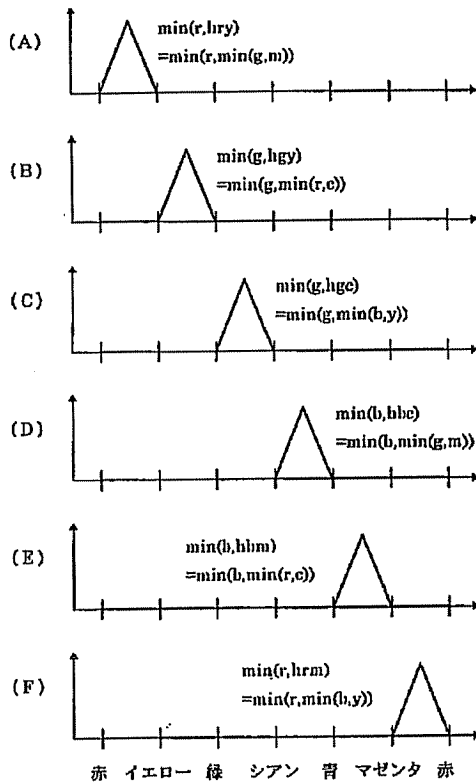 (A)
min(r,hry)
=min(r,min(g,m))
(B)
min(g,hgy)
=min(g,min(r,c))
(C)
min(g,hgc)
=min(g,min(b,y))
(D)
min(b,hbc)
=min(b,min(g,m))
(E)
min(b,hbm)
=min(b,min(r,c))
(F)
min(r,hrm)
=min(r,min(b,y))
赤 イエロー 緑 シアン 青 マゼンタ 赤